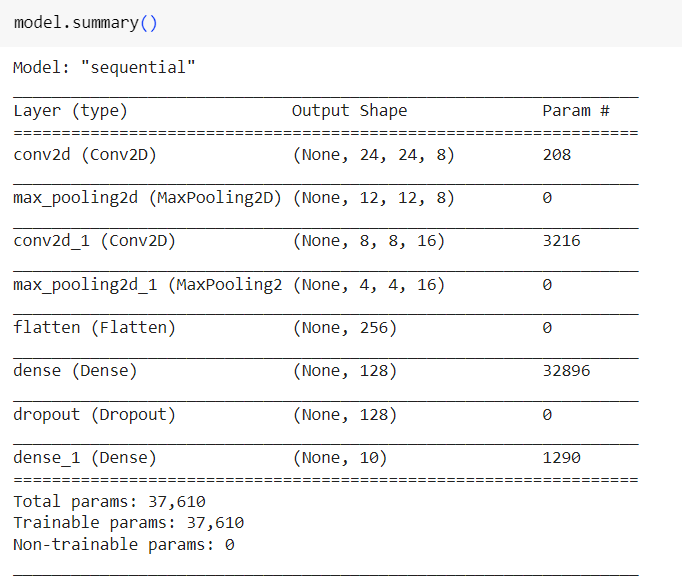 model.summary()
Model: "sequential"
_________________________________________________________________
Layer (type)                 Output Shape              Param #
=================================================================
conv2d (Conv2D)              (None, 24, 24, 8)         208
_________________________________________________________________
max_pooling2d (MaxPooling2D) (None, 12, 12, 8)         0
_________________________________________________________________
conv2d_1 (Conv2D)            (None, 8, 8, 16)          3216
_________________________________________________________________
max_pooling2d_1 (MaxPooling2 (None, 4, 4, 16)          0
_________________________________________________________________
flatten (Flatten)            (None, 256)               0
_________________________________________________________________
dense (Dense)                (None, 128)               32896
_________________________________________________________________
dropout (Dropout)            (None, 128)               0
_________________________________________________________________
dense_1 (Dense)              (None, 10)                1290
=================================================================
Total params: 37,610
Trainable params: 37,610
Non-trainable params: 0
_________________________________________________________________